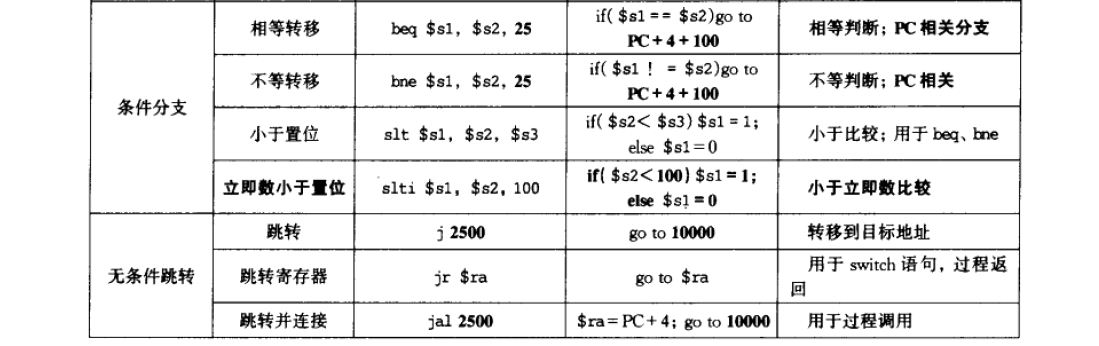 相等转移 beq $s1, $s2, 25 if( $s1 == $s2)go to 相等判断；PC 相关分支
PC + 4 + 100
条件分支
不等转移 bne $s1, $s2, 25 if( $s1 ! = $s2)go to 不等判断；PC 相关
PC + 4 + 100
小于置位 slt $s1, $s2, $s3 if( $s2< $s3) $s1 = 1; 小于比较；用于 beq、bne
else $s1 = 0
立即数小于置位 slti $s1, $s2, 100 if( $s2< 100) $s1 = 1; 小于立即数比较
else $s1 = 0
无条件跳转
跳转 j 2500 go to 10000 转移到目标地址
跳转寄存器 jr $ra go to $ra 用于 switch 语句，过程返
回
跳转并连接 jal 2500 $ra = PC + 4; go to 10000 用于过程调用